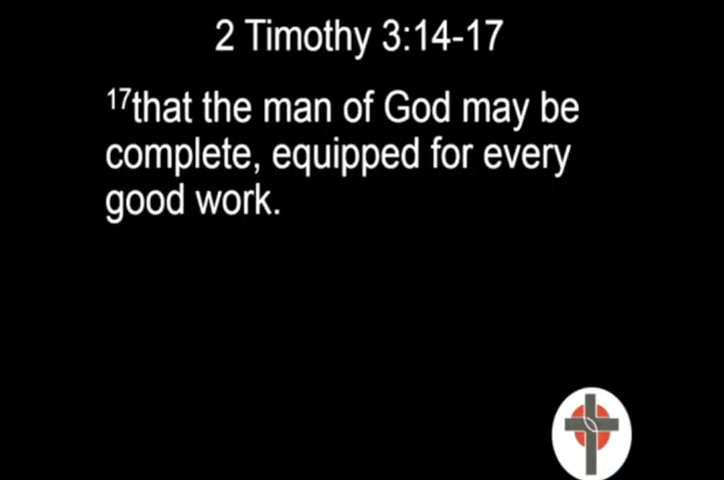 2 Timothy 3:14-17
17that the man of God may be
complete, equipped for every
good work.